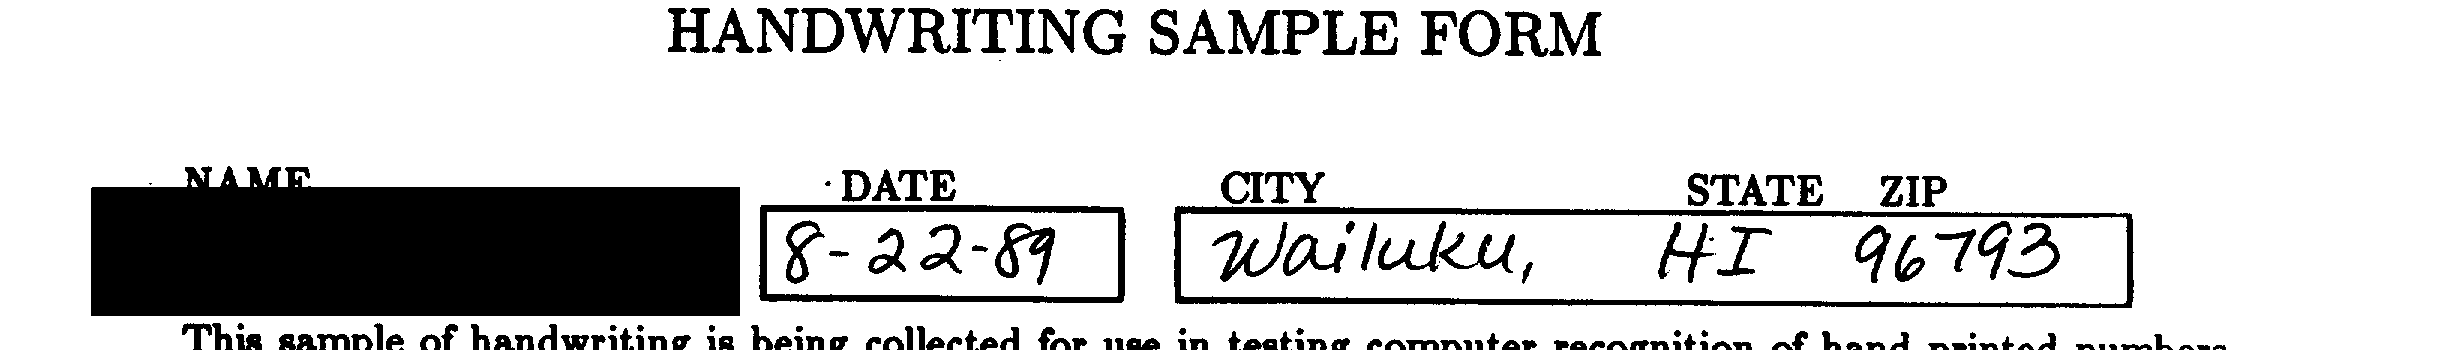 HANDWRITING SAMPLE FORM
NAME DATE CITY STATE ZIP
8-22-89 Wailuku, HI 96793
This sample of handwriting is being collected for use in testing computer recognition of hand printed numbers